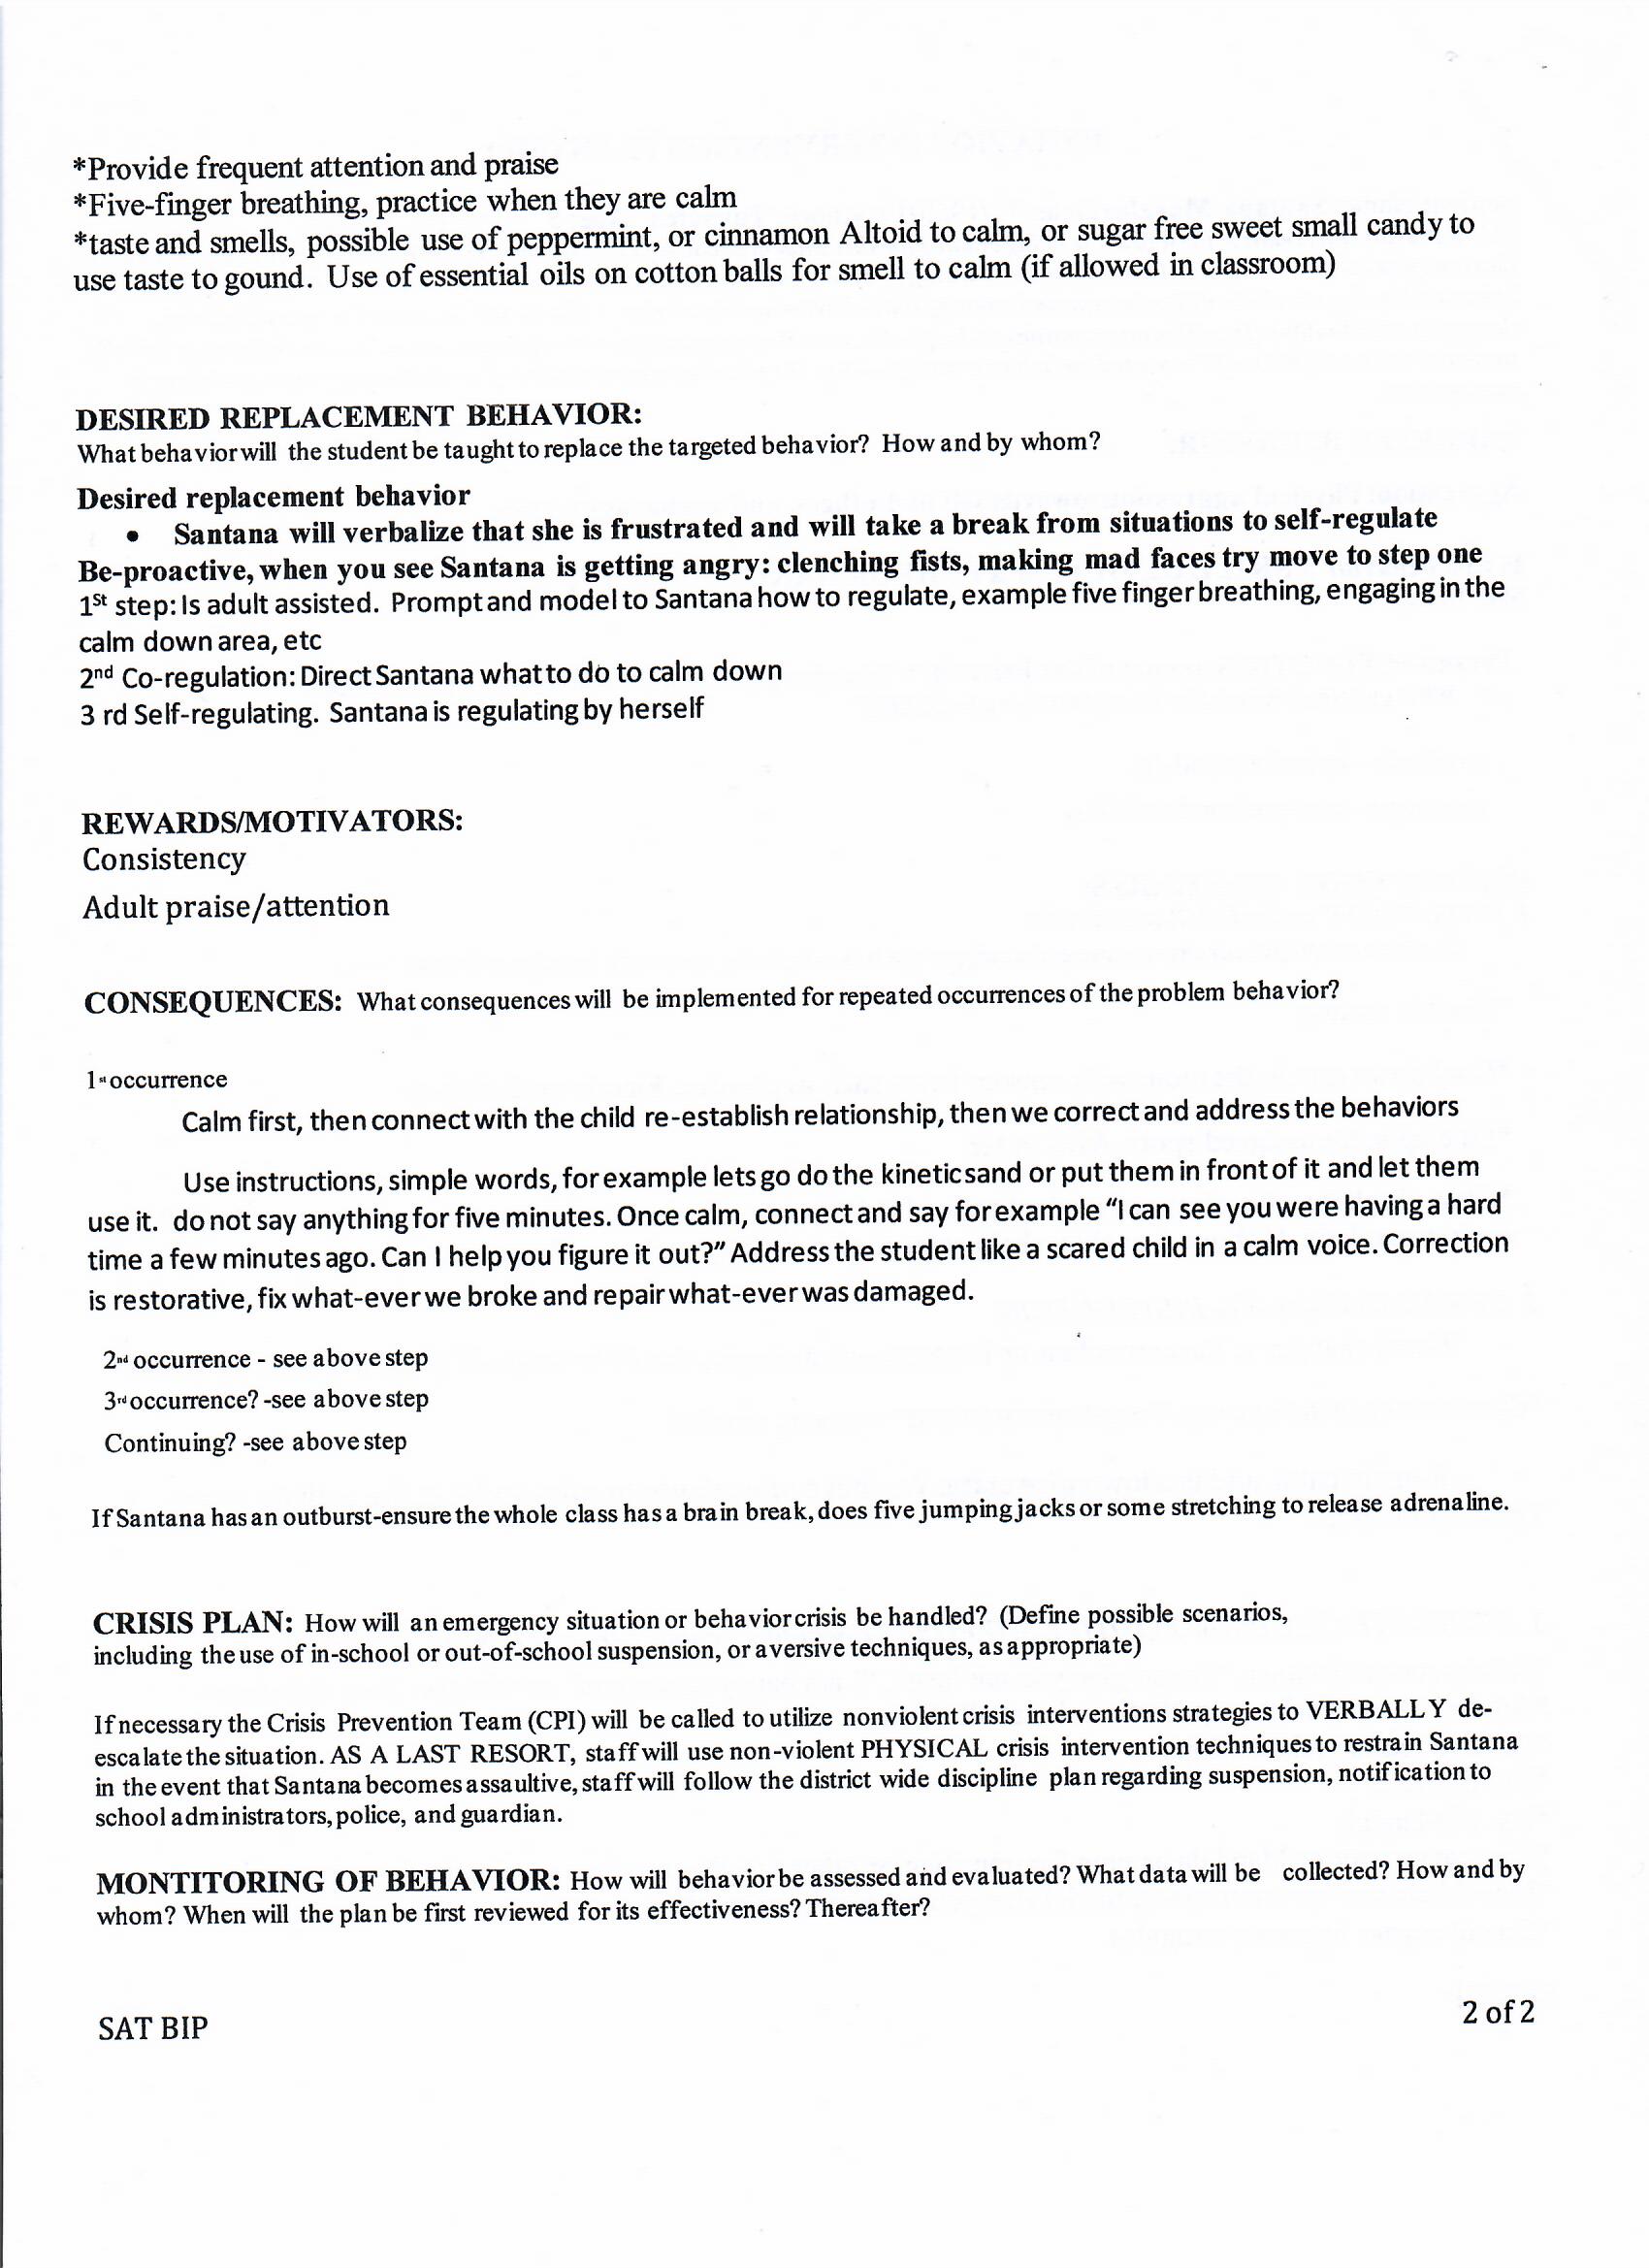 *Provide frequent attention and praise
*Five-finger breathing, practice when they are calm
*taste and smells, possible use of peppermint, or cinnamon Altoid to calm, or sugar free sweet small candy to
use taste to gound. Use of essential oils on cotton balls for smell to calm (if allowed in classroom)
DESIRED REPLACEMENT BEHAVIOR:
What behavior will the student be taught to replace the targeted behavior? How and by whom?
Desired replacement behavior
• Santana will verbalize that she is frustrated and will take a break from situations to self-regulate
Be-proactive, when you see Santana is getting angry: clenching fists, making mad faces try move to step one
1St step: Is adult assisted. Prompt and model to Santana how to regulate, example five finger breathing, engaging in the
calm down area, etc
2nd Co-regulation: Direct Santana what to do to calm down
3 rd Self-regulating. Santana is regulating by herself
REWARDS/MOTIVATORS:
Consistency
Adult praise/attention
CONSEQUENCES: What consequences will be implemented for repeated occurrences of the problem behavior?
1st occurrence
Calm first, then connect with the child re-establish relationship, then we correct and address the behaviors
Use instructions, simple words, for example lets go do the kinetic sand or put them in front of it and let them
use it. do not say anything for five minutes. Once calm, connect and say for example “I can see you were having a hard
time a few minutes ago. Can I help you figure it out?” Address the student like a scared child in a calm voice. Correction
is restorative, fix what-ever we broke and repair what-ever was damaged.
2nd occurrence - see above step
3rd occurrence? -see above step
Continuing? -see above step
If Santana has an outburst-ensure the whole class has a brain break, does five jumping jacks or some stretching to release adrenaline.
CRISIS PLAN: How will an emergency situation or behavior crisis be handled? (Define possible scenarios,
including the use of in-school or out-of-school suspension, or aversive techniques, as appropriate)
If necessary the Crisis Prevention Team (CPI) will be called to utilize nonviolent crisis interventions strategies to VERBALLY de-
escalate the situation. AS A LAST RESORT, staff will use non-violent PHYSICAL crisis intervention techniques to restrain Santana
in the event that Santana becomes assaultive, staff will follow the district wide discipline plan regarding suspension, notification to
school administrators, police, and guardian.
MONTITORING OF BEHAVIOR: How will behavior be assessed and evaluated? What data will be collected? How and by
whom? When will the plan be first reviewed for its effectiveness? Thereafter?
SAT BIP
2 of 2